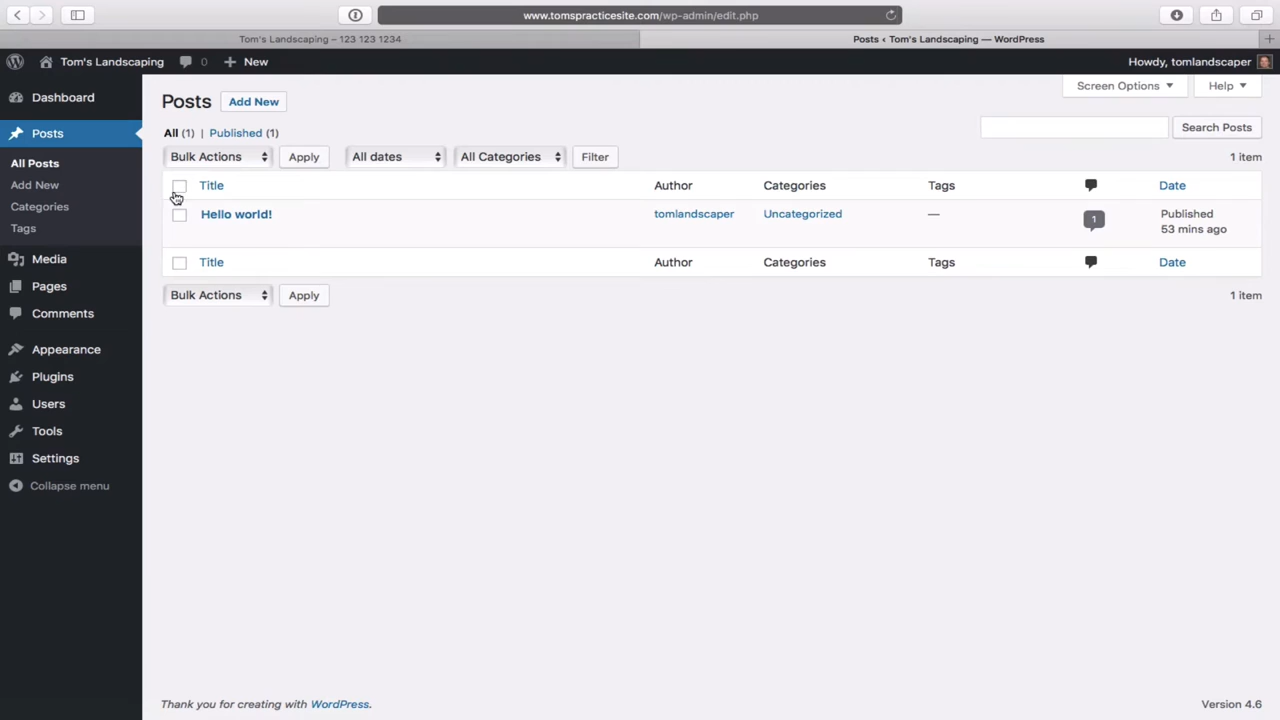 www.tomspracticesite.com/wp-admin/edit.php
Tom's Landscaping – 123 123 1234
Posts ‹ Tom's Landscaping — WordPress
Tom's Landscaping 0 New Howdy, tomlandscaper
Dashboard
Posts
All Posts
Add New
Categories
Tags
Media
Pages
Comments
Appearance
Plugins
Users
Tools
Settings
Collapse menu
Screen Options Help
Posts Add New
All (1) | Published (1)
Search Posts
Bulk Actions Apply All dates All Categories Filter 1 item
Title Author Categories Tags Date
Hello world! tomlandscaper Uncategorized — 1 Published
53 mins ago
Title Author Categories Tags Date
Bulk Actions Apply 1 item
Thank you for creating with WordPress. Version 4.6